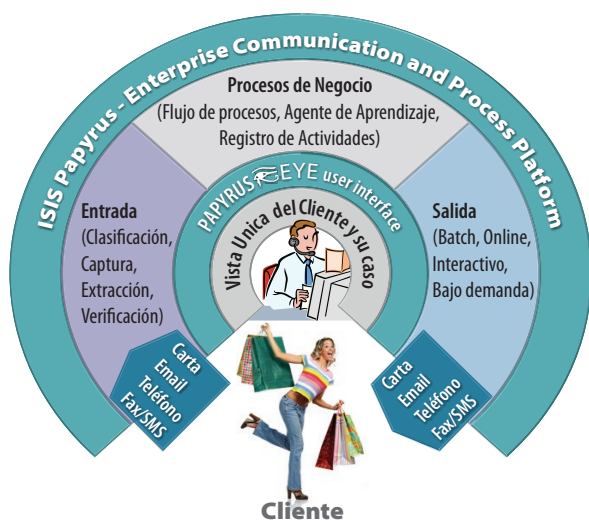 ISIS Papyrus - Enterprise Communication and Process Platform
Procesos de Negocio
(Flujo de procesos, Agente de Aprendizaje,
Registro de Actividades)
PAPYRUS EYE user interface
Vista Unica del Cliente y su caso
Entrada
(Clasificación,
Captura,
Extracción,
Verificación)
Salida
(Batch, Online,
Interactivo,
Bajo demanda)
Carta
Email
Teléfono
Fax/SMS
Carta
Email
Teléfono
Fax/SMS
Cliente